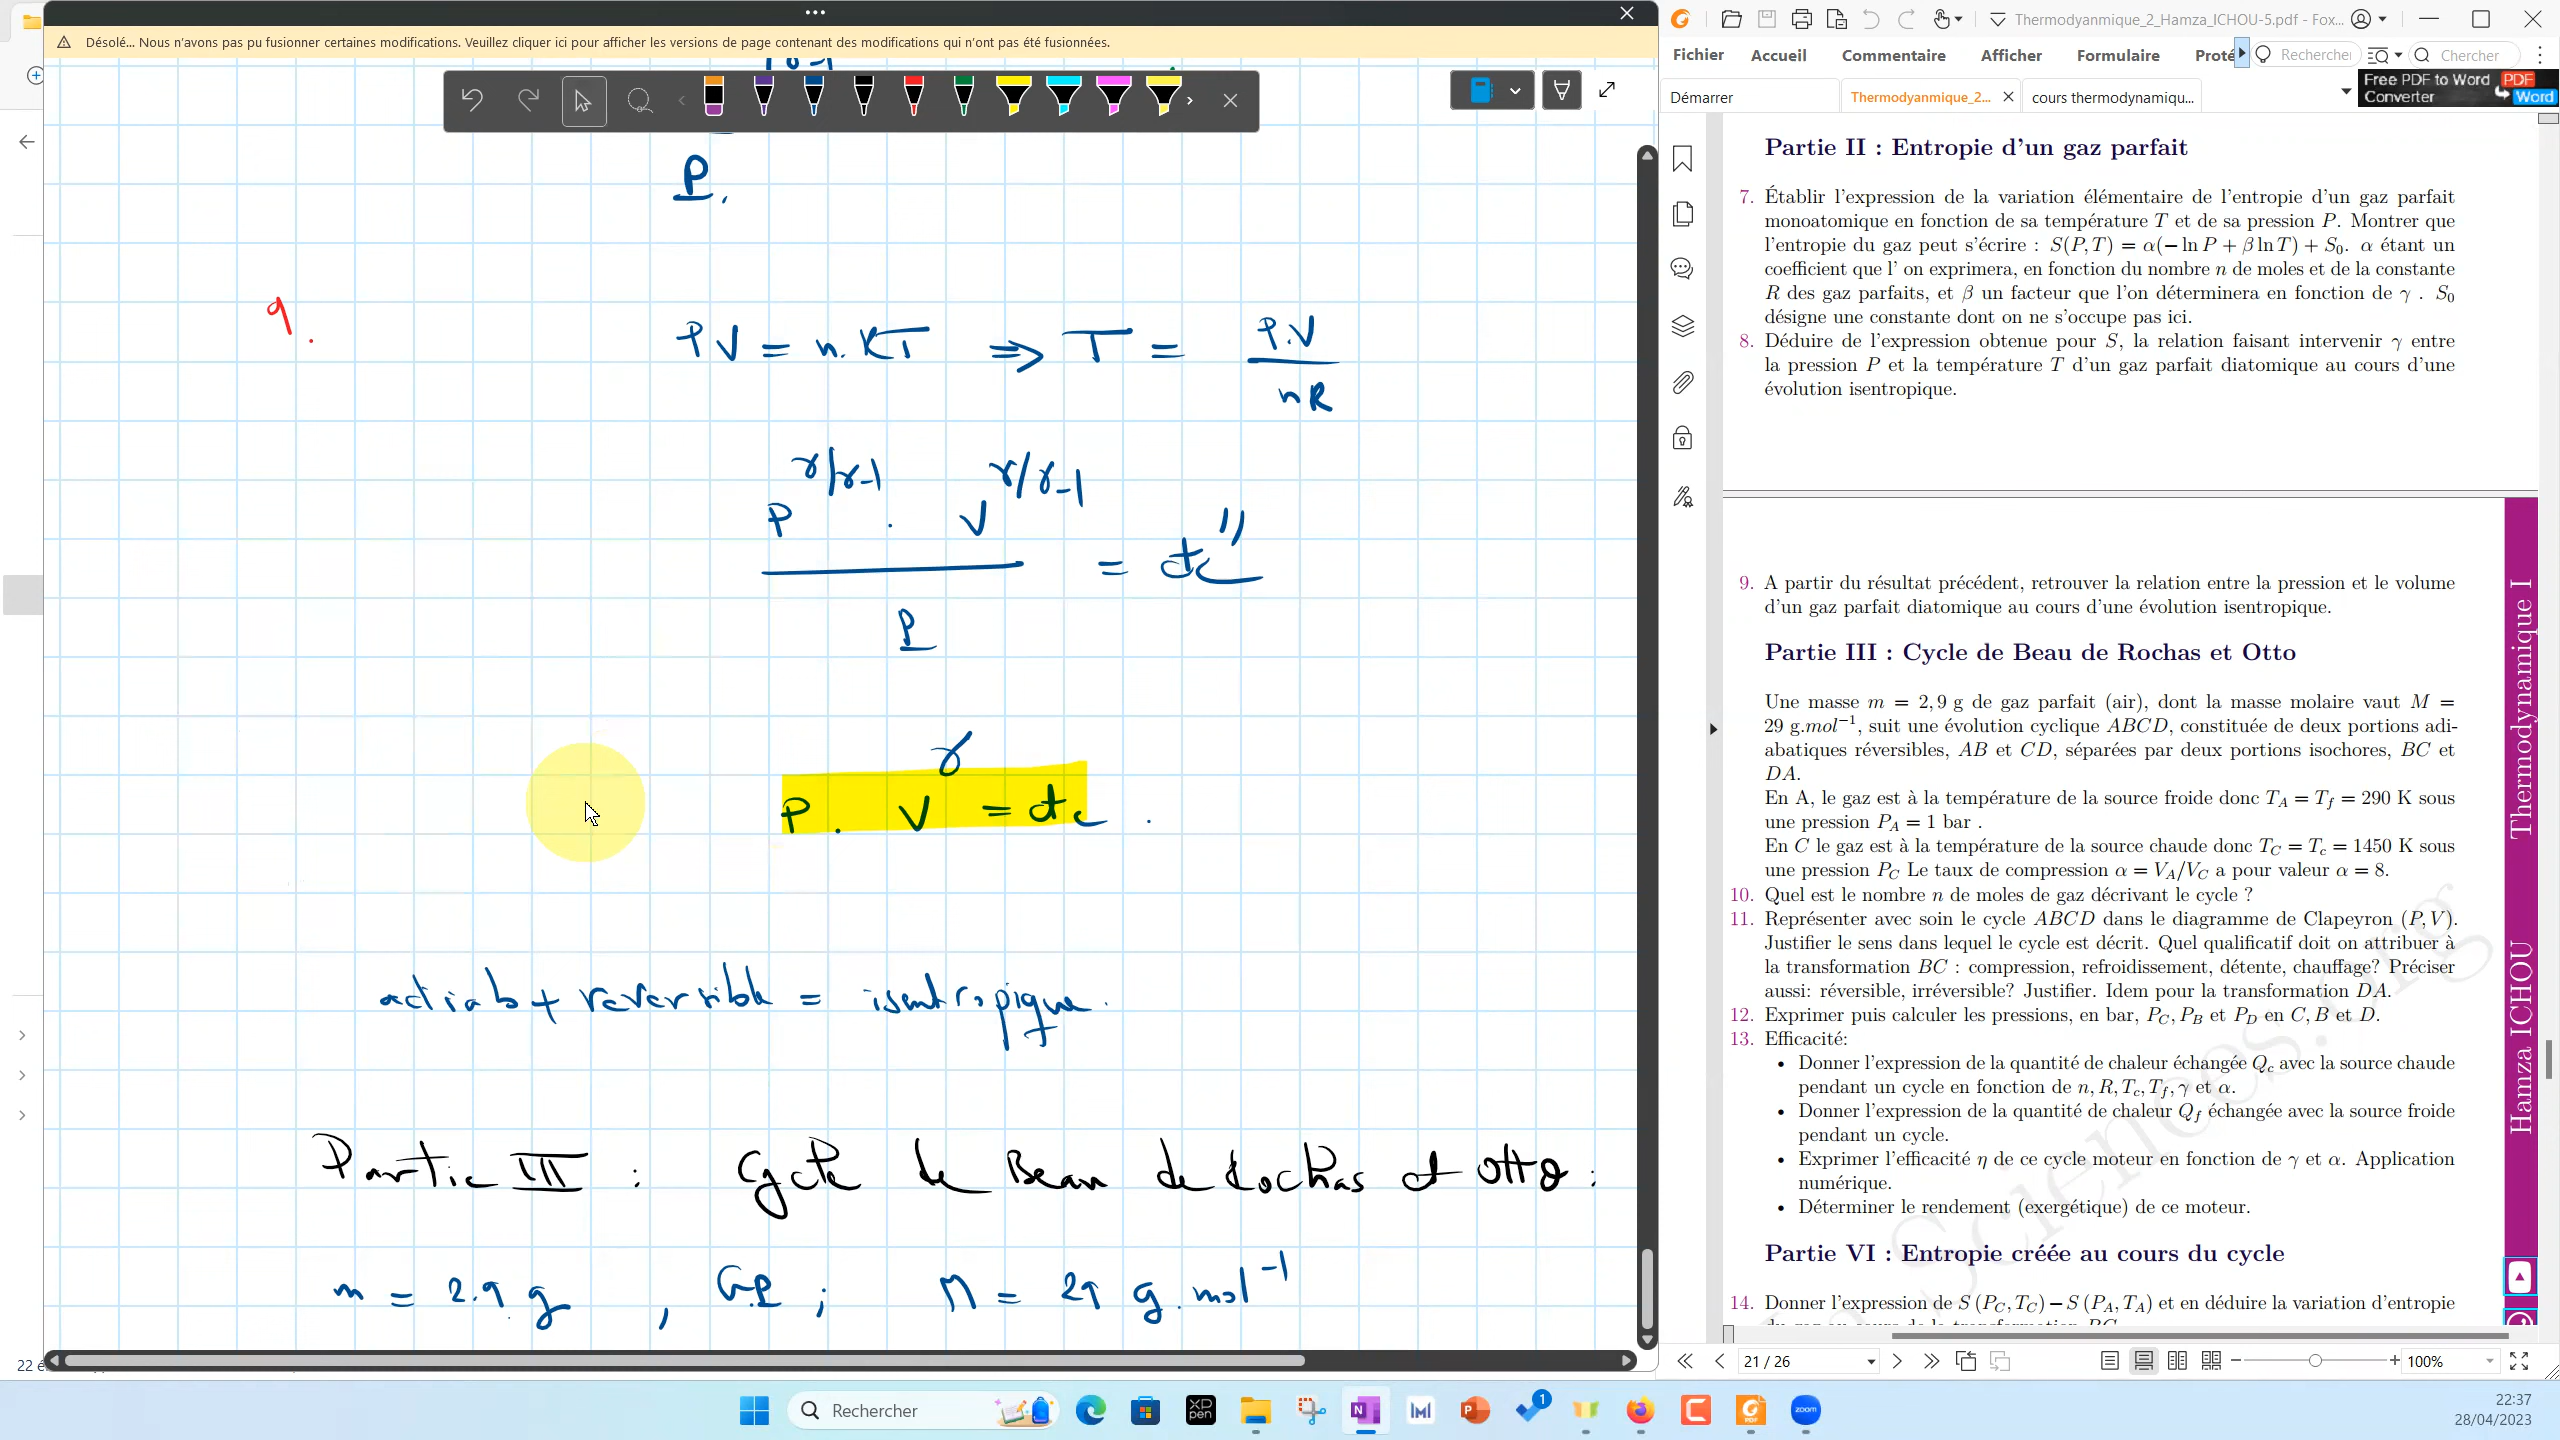 Désolé... Nous n'avons pas pu fusionner certaines modifications. Veuillez cliquer ici pour afficher les versions de page contenant des modifications qui n'ont pas été fusionnées.
P.
9.
PV = n.RT ⇒ T = P.V / nR
P^γ/γ-1 . V^γ/γ-1 / P = cte''
P . V^γ = cte .
adiab + reversible = isentropique.
Partie III : Cycle de Beau de Rochas et Otto :
m = 2.9 g , G.P ; M = 29 g.mol^-1
22 é
Thermodyanmique_2_Hamza_ICHOU-5.pdf - Fox...
Fichier Accueil Commentaire Afficher Formulaire Proté Rechercher Chercher
Démarrer Thermodyanmique_2... cours thermodynamiqu...
Free PDF to Word Converter PDF Word
Partie II : Entropie d'un gaz parfait
7. Établir l'expression de la variation élémentaire de l'entropie d'un gaz parfait
monoatomique en fonction de sa température T et de sa pression P. Montrer que
l'entropie du gaz peut s'écrire : S(P,T) = α(− ln P + β ln T) + S₀. α étant un
coefficient que l' on exprimera, en fonction du nombre n de moles et de la constante
R des gaz parfaits, et β un facteur que l'on déterminera en fonction de γ . S₀
désigne une constante dont on ne s'occupe pas ici.
8. Déduire de l'expression obtenue pour S, la relation faisant intervenir γ entre
la pression P et la température T d'un gaz parfait diatomique au cours d'une
évolution isentropique.
9. A partir du résultat précédent, retrouver la relation entre la pression et le volume
d'un gaz parfait diatomique au cours d'une évolution isentropique.
Partie III : Cycle de Beau de Rochas et Otto
Une masse m = 2,9 g de gaz parfait (air), dont la masse molaire vaut M =
29 g.mol⁻¹, suit une évolution cyclique ABCD, constituée de deux portions adi-
abatiques réversibles, AB et CD, séparées par deux portions isochores, BC et
DA.
En A, le gaz est à la température de la source froide donc T_A = T_f = 290 K sous
une pression P_A = 1 bar .
En C le gaz est à la température de la source chaude donc T_C = T_c = 1450 K sous
une pression P_C Le taux de compression α = V_A/V_C a pour valeur α = 8.
10. Quel est le nombre n de moles de gaz décrivant le cycle ?
11. Représenter avec soin le cycle ABCD dans le diagramme de Clapeyron (P,V).
Justifier le sens dans lequel le cycle est décrit. Quel qualificatif doit on attribuer à
la transformation BC : compression, refroidissement, détente, chauffage? Préciser
aussi: réversible, irréversible? Justifier. Idem pour la transformation DA.
12. Exprimer puis calculer les pressions, en bar, P_C, P_B et P_D en C, B et D.
13. Efficacité:
• Donner l'expression de la quantité de chaleur échangée Q_c avec la source chaude
pendant un cycle en fonction de n, R, T_c, T_f, γ et α.
• Donner l'expression de la quantité de chaleur Q_f échangée avec la source froide
pendant un cycle.
• Exprimer l'efficacité η de ce cycle moteur en fonction de γ et α. Application
numérique.
• Déterminer le rendement (exergétique) de ce moteur.
Partie VI : Entropie créée au cours du cycle
14. Donner l'expression de S (P_C, T_C) − S (P_A, T_A) et en déduire la variation d'entropie
Thermodynamique I
Hamza ICHOU
Sciences.org
21 / 26
100%
Rechercher
XD pen
1
zoom
22:37
28/04/2023